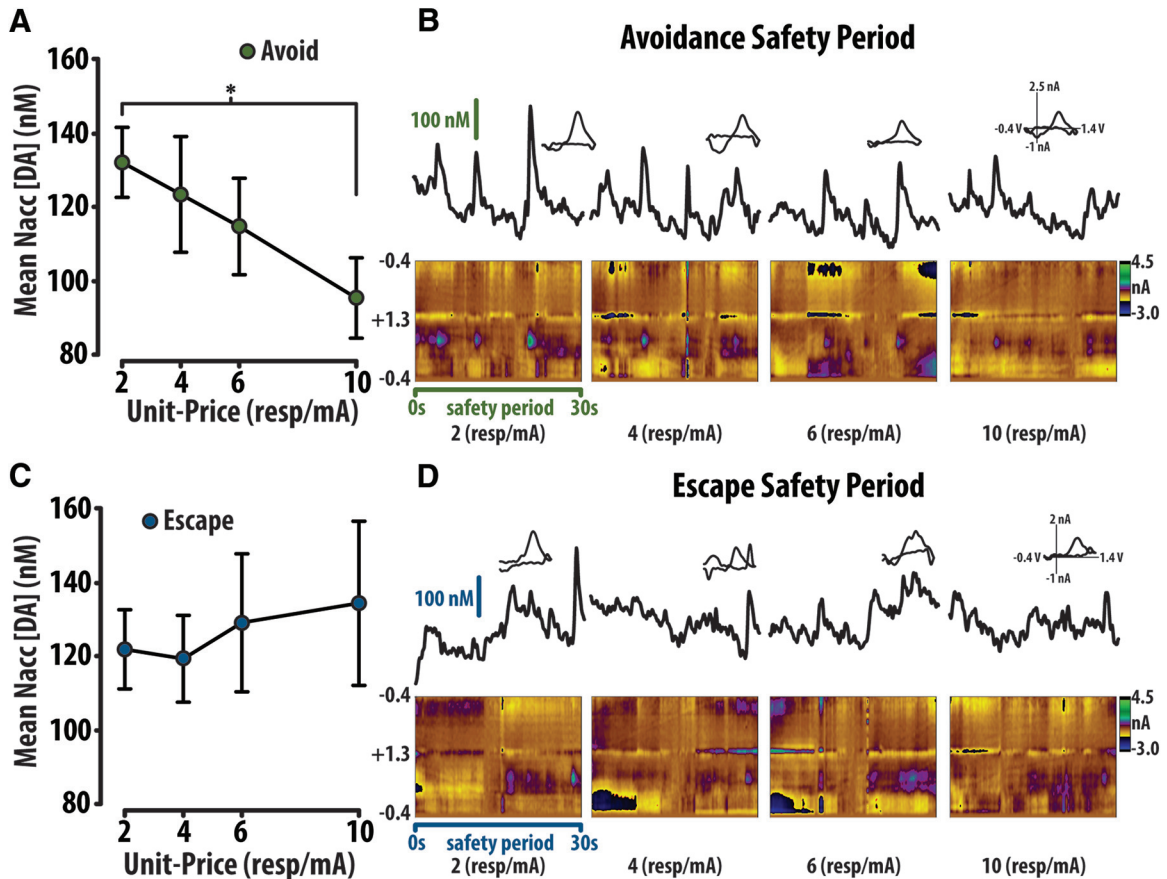 A
Avoid
*
160
140
120
100
80
Mean Nacc [DA] (nM)
2 4 6 10
Unit-Price (resp/mA)
B
Avoidance Safety Period
100 nM
2.5 nA
-0.4 V 1.4 V
-1 nA
-0.4
+1.3
-0.4
4.5
nA
-3.0
0s safety period 30s
2 (resp/mA) 4 (resp/mA) 6 (resp/mA) 10 (resp/mA)
C
Escape
160
140
120
100
80
Mean Nacc [DA] (nM)
2 4 6 10
Unit-Price (resp/mA)
D
Escape Safety Period
100 nM
2 nA
-0.4 V 1.4 V
-1 nA
-0.4
+1.3
-0.4
4.5
nA
-3.0
0s safety period 30s
2 (resp/mA) 4 (resp/mA) 6 (resp/mA) 10 (resp/mA)